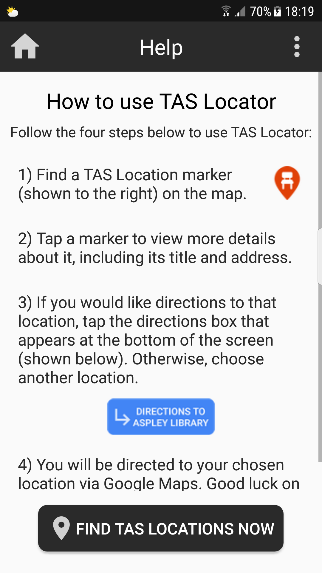 70% 18:19
Help
How to use TAS Locator
Follow the four steps below to use TAS Locator:
1) Find a TAS Location marker
(shown to the right) on the map.
2) Tap a marker to view more details
about it, including its title and address.
3) If you would like directions to that
location, tap the directions box that
appears at the bottom of the screen
(shown below). Otherwise, choose
another location.
DIRECTIONS TO
ASPLEY LIBRARY
4) You will be directed to your chosen
location via Google Maps. Good luck on
FIND TAS LOCATIONS NOW